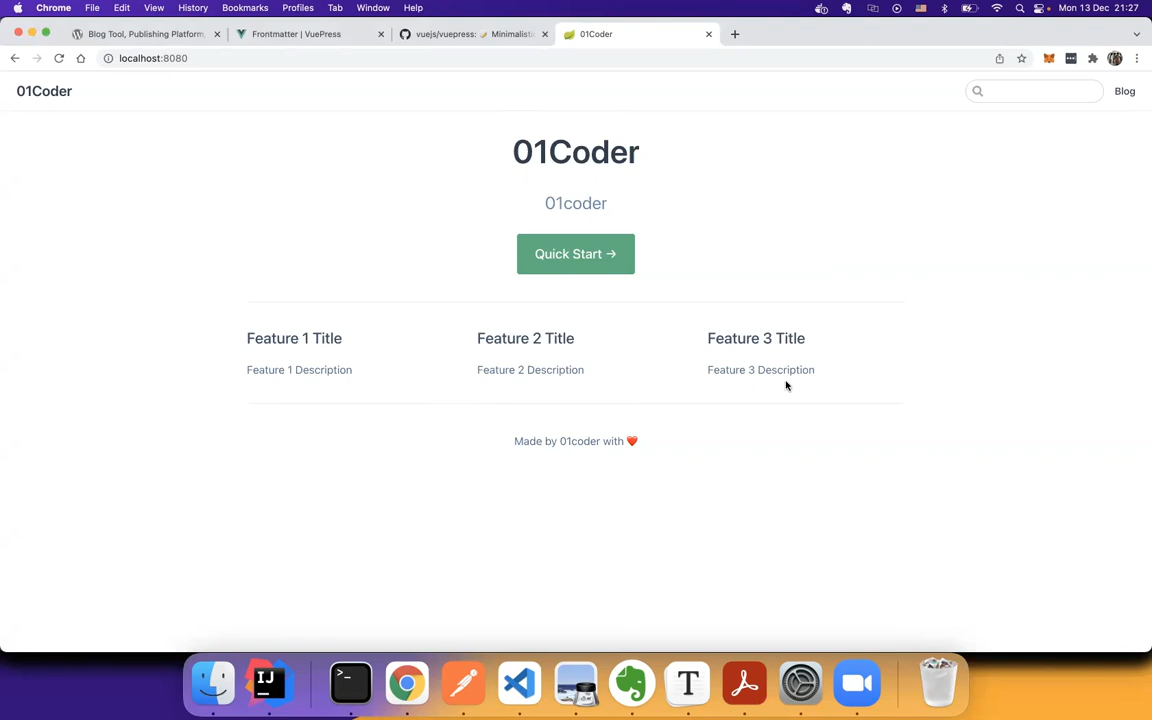 Chrome File Edit View History Bookmarks Profiles Tab Window Help Mon 13 Dec 21:27
Blog Tool, Publishing Platform, Frontmatter | VuePress vuejs/vuepress: Minimalisti 01Coder
localhost:8080
01Coder Blog
01Coder
01coder
Quick Start →
Feature 1 Title Feature 2 Title Feature 3 Title
Feature 1 Description Feature 2 Description Feature 3 Description
Made by 01coder with ❤️
IJ >_ T